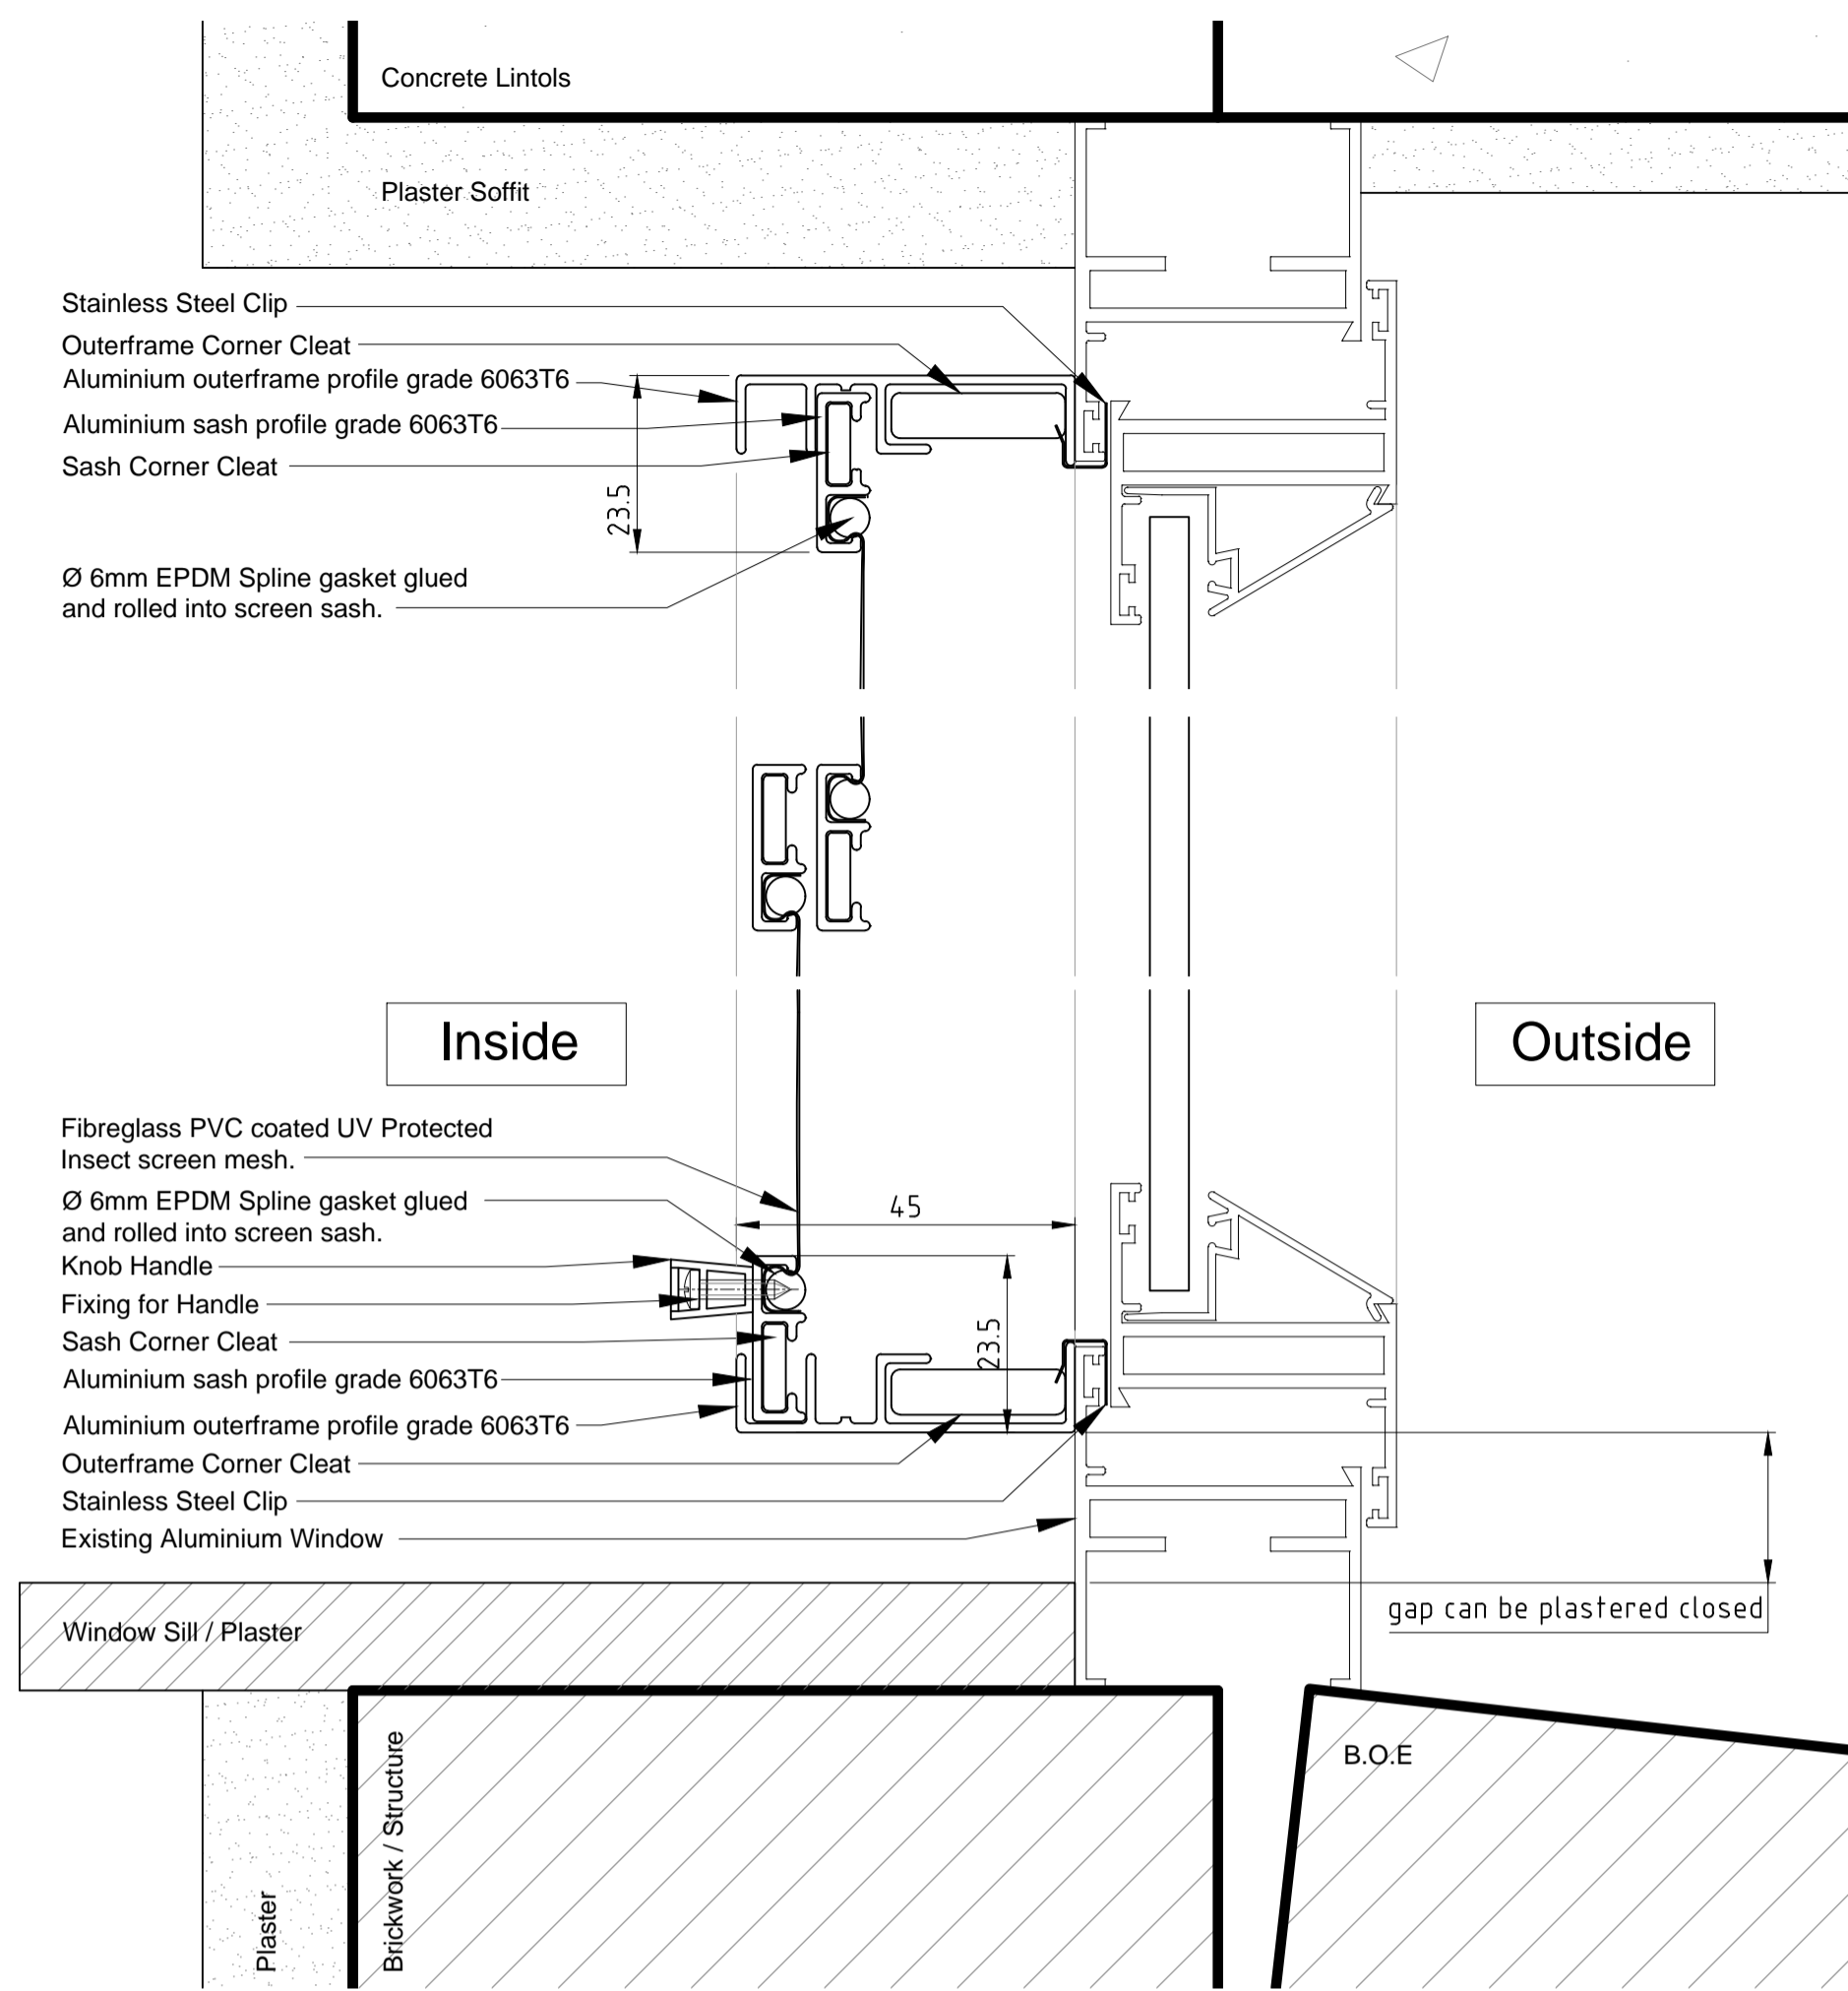 Concrete Lintols
Plaster Soffit
Stainless Steel Clip
Outerframe Corner Cleat
Aluminium outerframe profile grade 6063T6
Aluminium sash profile grade 6063T6
Sash Corner Cleat
23.5
Ø 6mm EPDM Spline gasket glued
and rolled into screen sash.
Inside
Outside
Fibreglass PVC coated UV Protected
Insect screen mesh.
Ø 6mm EPDM Spline gasket glued
and rolled into screen sash.
45
Knob Handle
Fixing for Handle
Sash Corner Cleat
23.5
Aluminium sash profile grade 6063T6
Aluminium outerframe profile grade 6063T6
Outerframe Corner Cleat
Stainless Steel Clip
Existing Aluminium Window
gap can be plastered closed
Window Sill / Plaster
B.O.E
Brickwork / Structure
Plaster